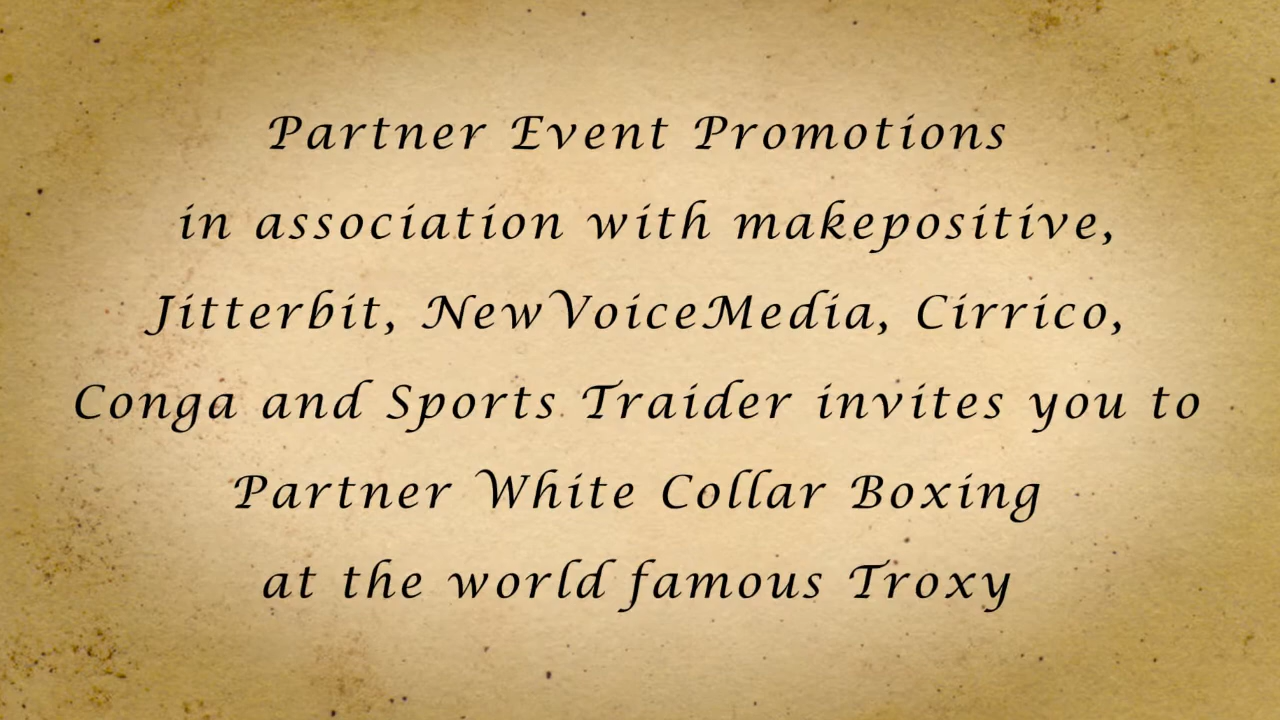 Partner Event Promotions
in association with makepositive,
Jitterbit, NewVoiceMedia, Cirrico,
Conga and Sports Traider invites you to
Partner White Collar Boxing
at the world famous Troxy